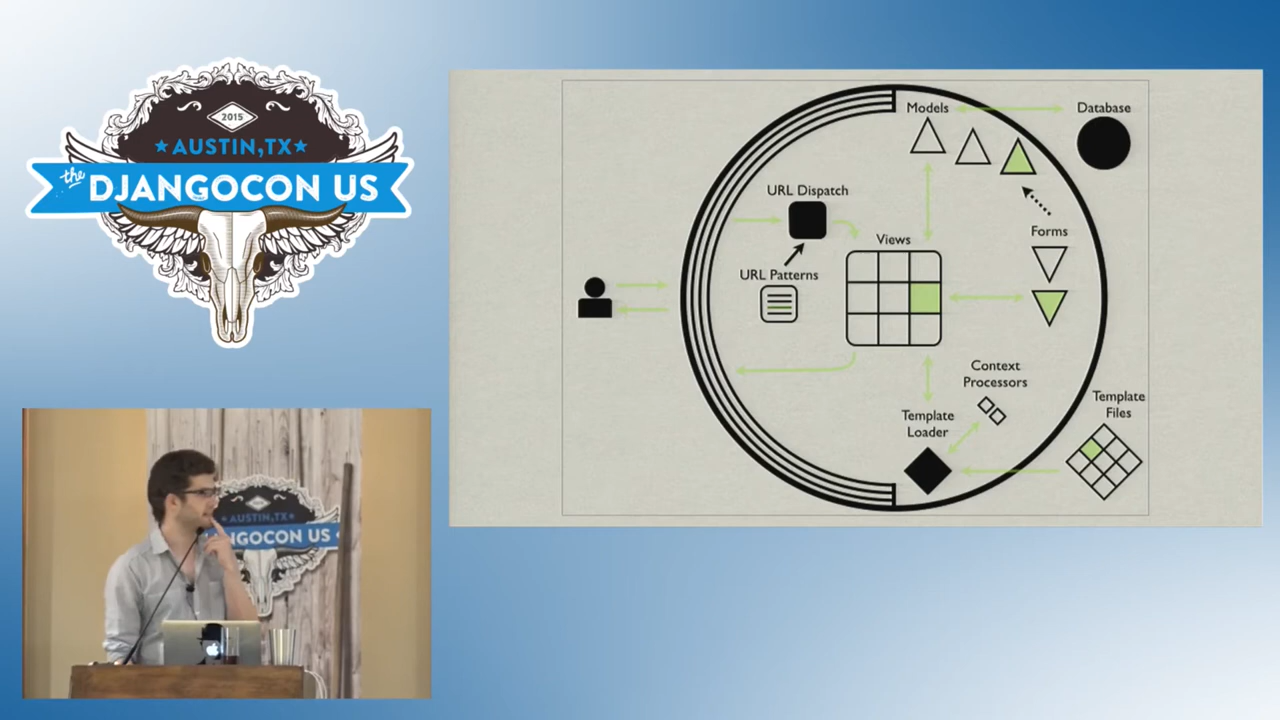 2015
AUSTIN, TX
the
DJANGOCON US
Models
Database
URL Dispatch
Forms
Views
URL Patterns
Context
Processors
Template
Files
Template
Loader
AUSTIN, TX
DJANGOCON US